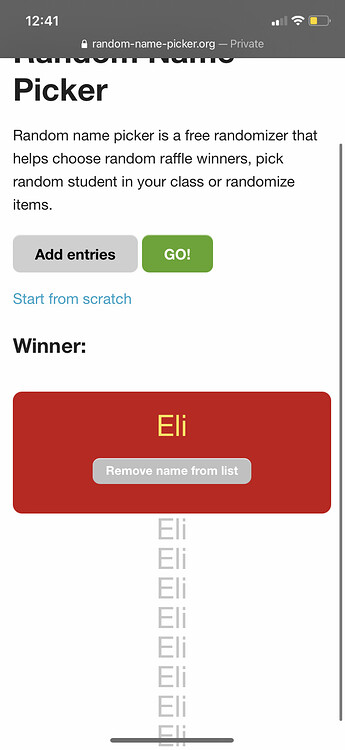 12:41
random-name-picker.org — Private
Random Name
Picker
Random name picker is a free randomizer that
helps choose random raffle winners, pick
random student in your class or randomize
items.
Add entries GO!
Start from scratch
Winner:
Eli
Remove name from list
Eli
Eli
Eli
Eli
Eli
Eli
Eli
Eli